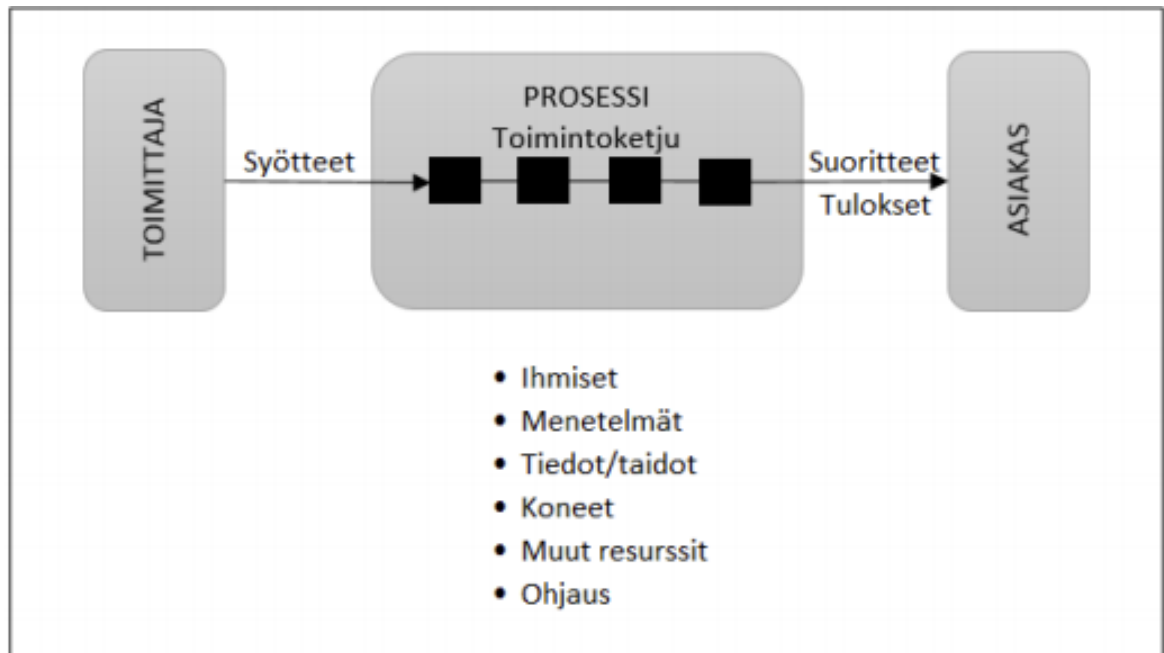 TOIMITTAJA
Syötteet
PROSESSI
Toimintoketju
Suoritteet
Tulokset
ASIAKAS
• Ihmiset
• Menetelmät
• Tiedot/taidot
• Koneet
• Muut resurssit
• Ohjaus